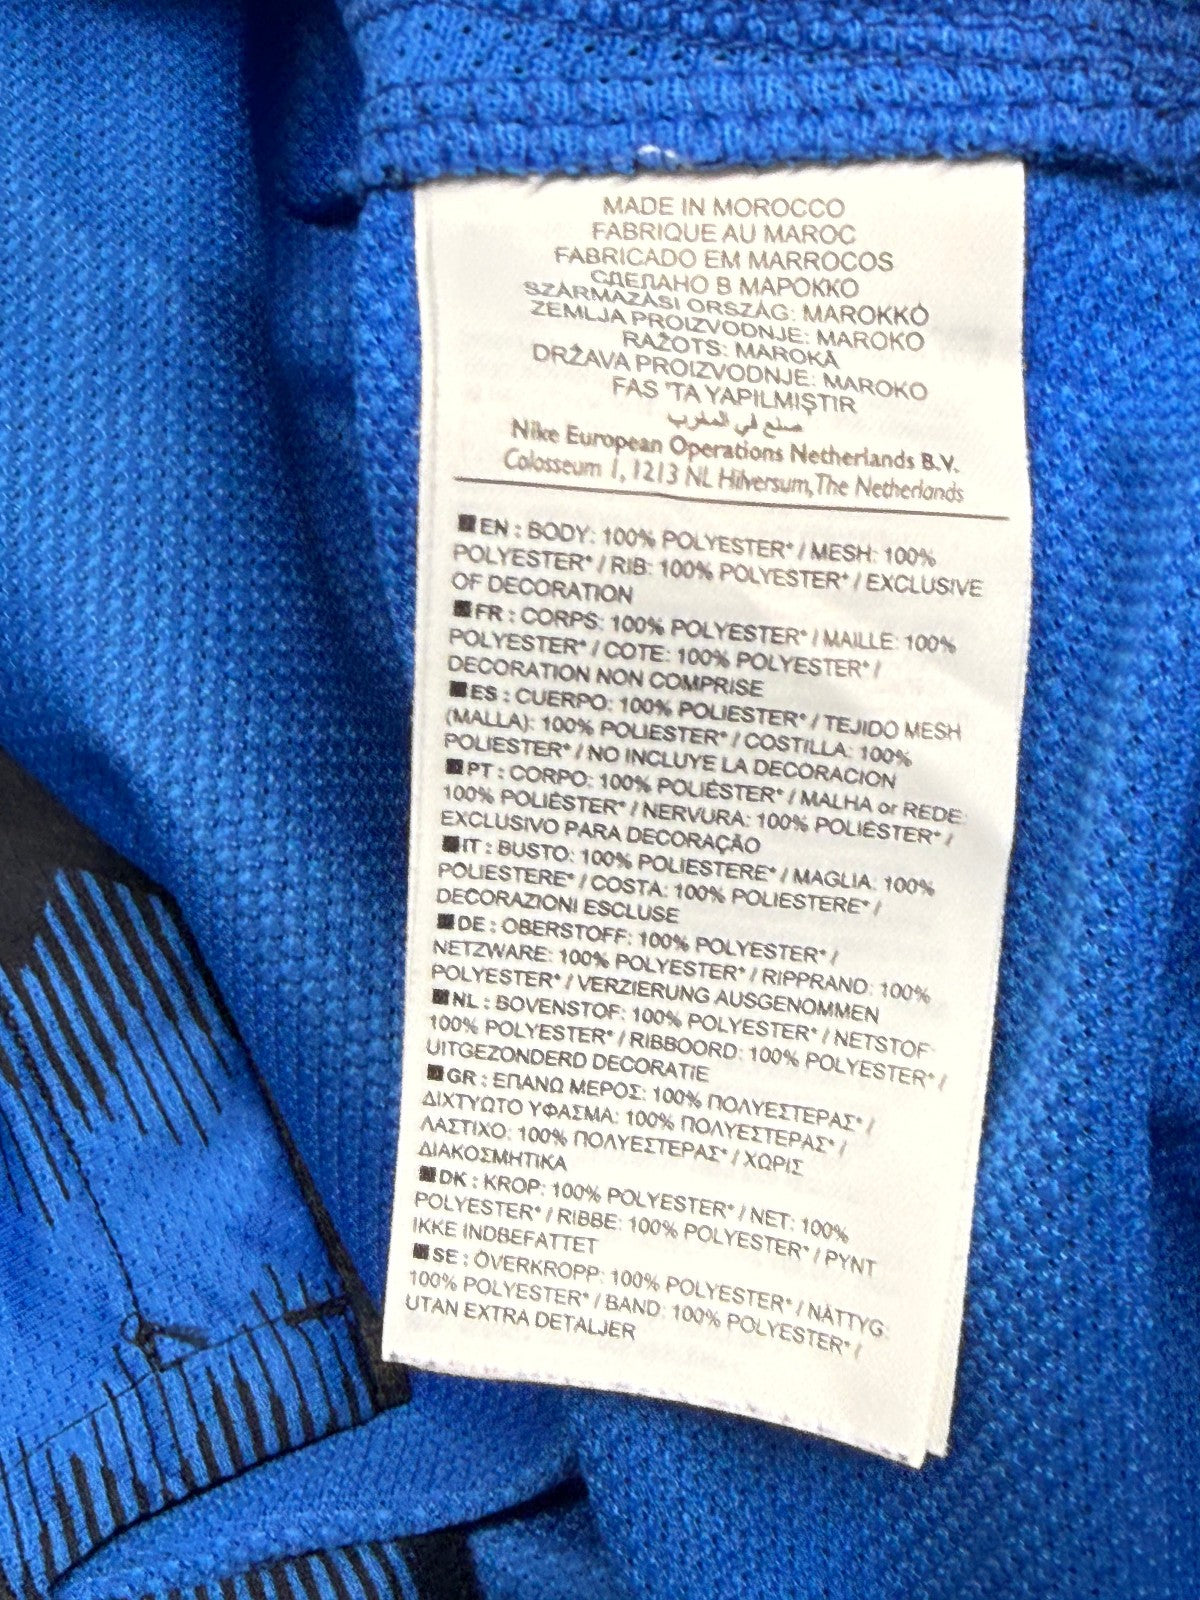 MADE IN MOROCCO
FABRIQUE AU MAROC
FABRICADO EM MARROCOS
СДЕЛАНО В МАРОККО
SZÁRMAZÁSI ORSZÁG: MAROKKÓ
ZEMLJA PROIZVODNJE: MAROKO
RAŽOTS: MAROKĀ
DRŽAVA PROIZVODNJE: MAROKO
FAS 'TA YAPILMIŞTIR
صنع في المغرب
Nike European Operations Netherlands B.V.
Colosseum 1, 1213 NL Hilversum, The Netherlands
EN : BODY: 100% POLYESTER* / MESH: 100%
POLYESTER* / RIB: 100% POLYESTER* / EXCLUSIVE
OF DECORATION
FR : CORPS: 100% POLYESTER* / MAILLE: 100%
POLYESTER* / COTE: 100% POLYESTER* /
DECORATION NON COMPRISE
ES : CUERPO: 100% POLIESTER* / TEJIDO MESH
(MALLA): 100% POLIESTER* / COSTILLA: 100%
POLIESTER* / NO INCLUYE LA DECORACION
PT : CORPO: 100% POLIÉSTER* / MALHA or REDE:
100% POLIÉSTER* / NERVURA: 100% POLIÉSTER* /
EXCLUSIVO PARA DECORAÇÃO
IT : BUSTO: 100% POLIESTERE* / MAGLIA: 100%
POLIESTERE* / COSTA: 100% POLIESTERE* /
DECORAZIONI ESCLUSE
DE : OBERSTOFF: 100% POLYESTER* /
NETZWARE: 100% POLYESTER* / RIPPRAND: 100%
POLYESTER* / VERZIERUNG AUSGENOMMEN
NL : BOVENSTOF: 100% POLYESTER* / NETSTOF:
100% POLYESTER* / RIBBOORD: 100% POLYESTER* /
UITGEZONDERD DECORATIE
GR : ΕΠΑΝΩ ΜΕΡΟΣ: 100% ΠΟΛΥΕΣΤΕΡΑΣ* /
ΔΙΧΤΥΩΤΟ ΥΦΑΣΜΑ: 100% ΠΟΛΥΕΣΤΕΡΑΣ* /
ΛΑΣΤΙΧΟ: 100% ΠΟΛΥΕΣΤΕΡΑΣ* / ΧΩΡΙΣ
ΔΙΑΚΟΣΜΗΤΙΚΑ
DK : KROP: 100% POLYESTER* / NET: 100%
POLYESTER* / RIBBE: 100% POLYESTER* / PYNT
IKKE INDBEFATTET
SE : ÖVERKROPP: 100% POLYESTER* / NÄTTYG:
100% POLYESTER* / BAND: 100% POLYESTER* /
UTAN EXTRA DETALJER